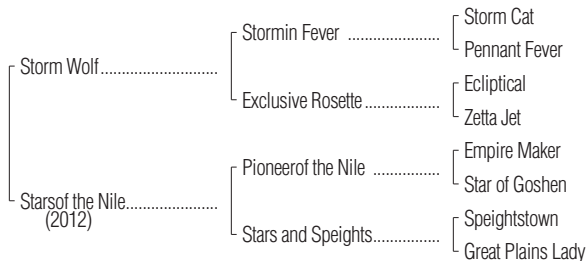 Storm Cat
Stormin Fever .....................
Pennant Fever
Storm Wolf...........................
Ecliptical
Exclusive Rosette.................
Zetta Jet
Empire Maker
Pioneerof the Nile ...............
Star of Goshen
Starsof the Nile.....................
(2012)
Speightstown
Stars and Speights...............
Great Plains Lady